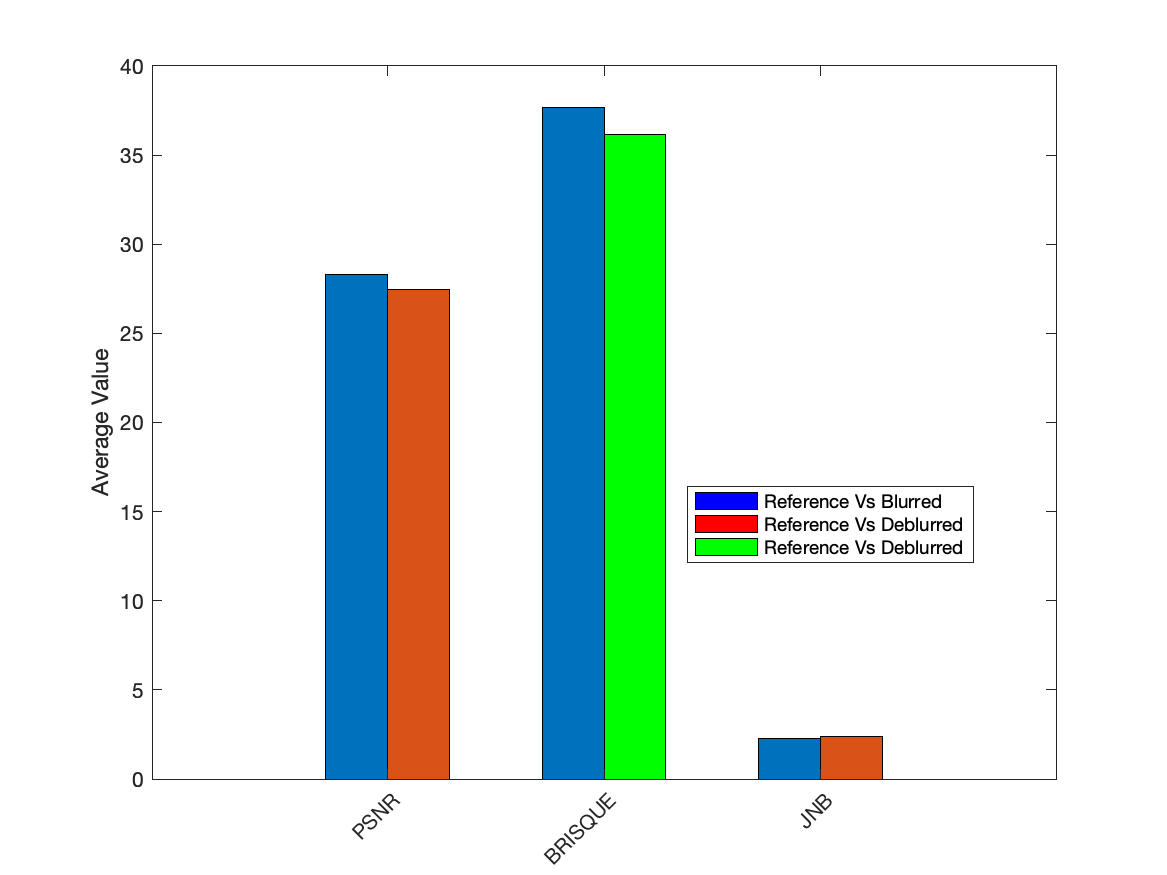 40
35
30
25
20
15
10
5
0
Average Value
Reference Vs Blurred
Reference Vs Deblurred
Reference Vs Deblurred
PSNR
BRISQUE
JNB